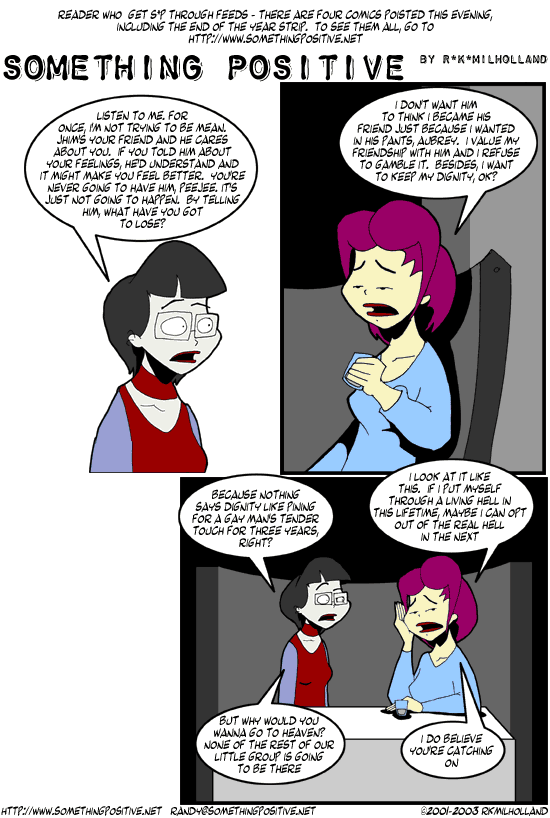 READER WHO GET S*P THROUGH FEEDS - THERE ARE FOUR COMICS POISTED THIS EVENING,
INCLUDING THE END OF THE YEAR STRIP. TO SEE THEM ALL, GO TO
HTTP://WWW.SOMETHINGPOSITIVE.NET
SOMETHING POSITIVE BY R*K*MILHOLLAND
LISTEN TO ME. FOR
ONCE, I'M NOT TRYING TO BE MEAN.
JHIM'S YOUR FRIEND AND HE CARES
ABOUT YOU. IF YOU TOLD HIM ABOUT
YOUR FEELINGS, HE'D UNDERSTAND AND
IT MIGHT MAKE YOU FEEL BETTER. YOU'RE
NEVER GOING TO HAVE HIM, PEEJEE. IT'S
JUST NOT GOING TO HAPPEN. BY TELLING
HIM, WHAT HAVE YOU GOT
TO LOSE?
I DON'T WANT HIM
TO THINK I BECAME HIS
FRIEND JUST BECAUSE I WANTED
IN HIS PANTS, AUBREY. I VALUE MY
FRIENDSHIP WITH HIM AND I REFUSE
TO GAMBLE IT. BESIDES, I WANT
TO KEEP MY DIGNITY, OK?
BECAUSE NOTHING
SAYS DIGNITY LIKE PINING
FOR A GAY MAN'S TENDER
TOUCH FOR THREE YEARS,
RIGHT?
I LOOK AT IT LIKE
THIS. IF I PUT MYSELF
THROUGH A LIVING HELL IN
THIS LIFETIME, MAYBE I CAN OPT
OUT OF THE REAL HELL
IN THE NEXT
BUT WHY WOULD YOU
WANNA GO TO HEAVEN?
NONE OF THE REST OF OUR
LITTLE GROUP IS GOING
TO BE THERE
I DO BELIEVE
YOU'RE CATCHING
ON
HTTP://WWW.SOMETHINGPOSITIVE.NET RANDY@SOMETHINGPOSITIVE.NET ©2001-2003 RKMILHOLLAND